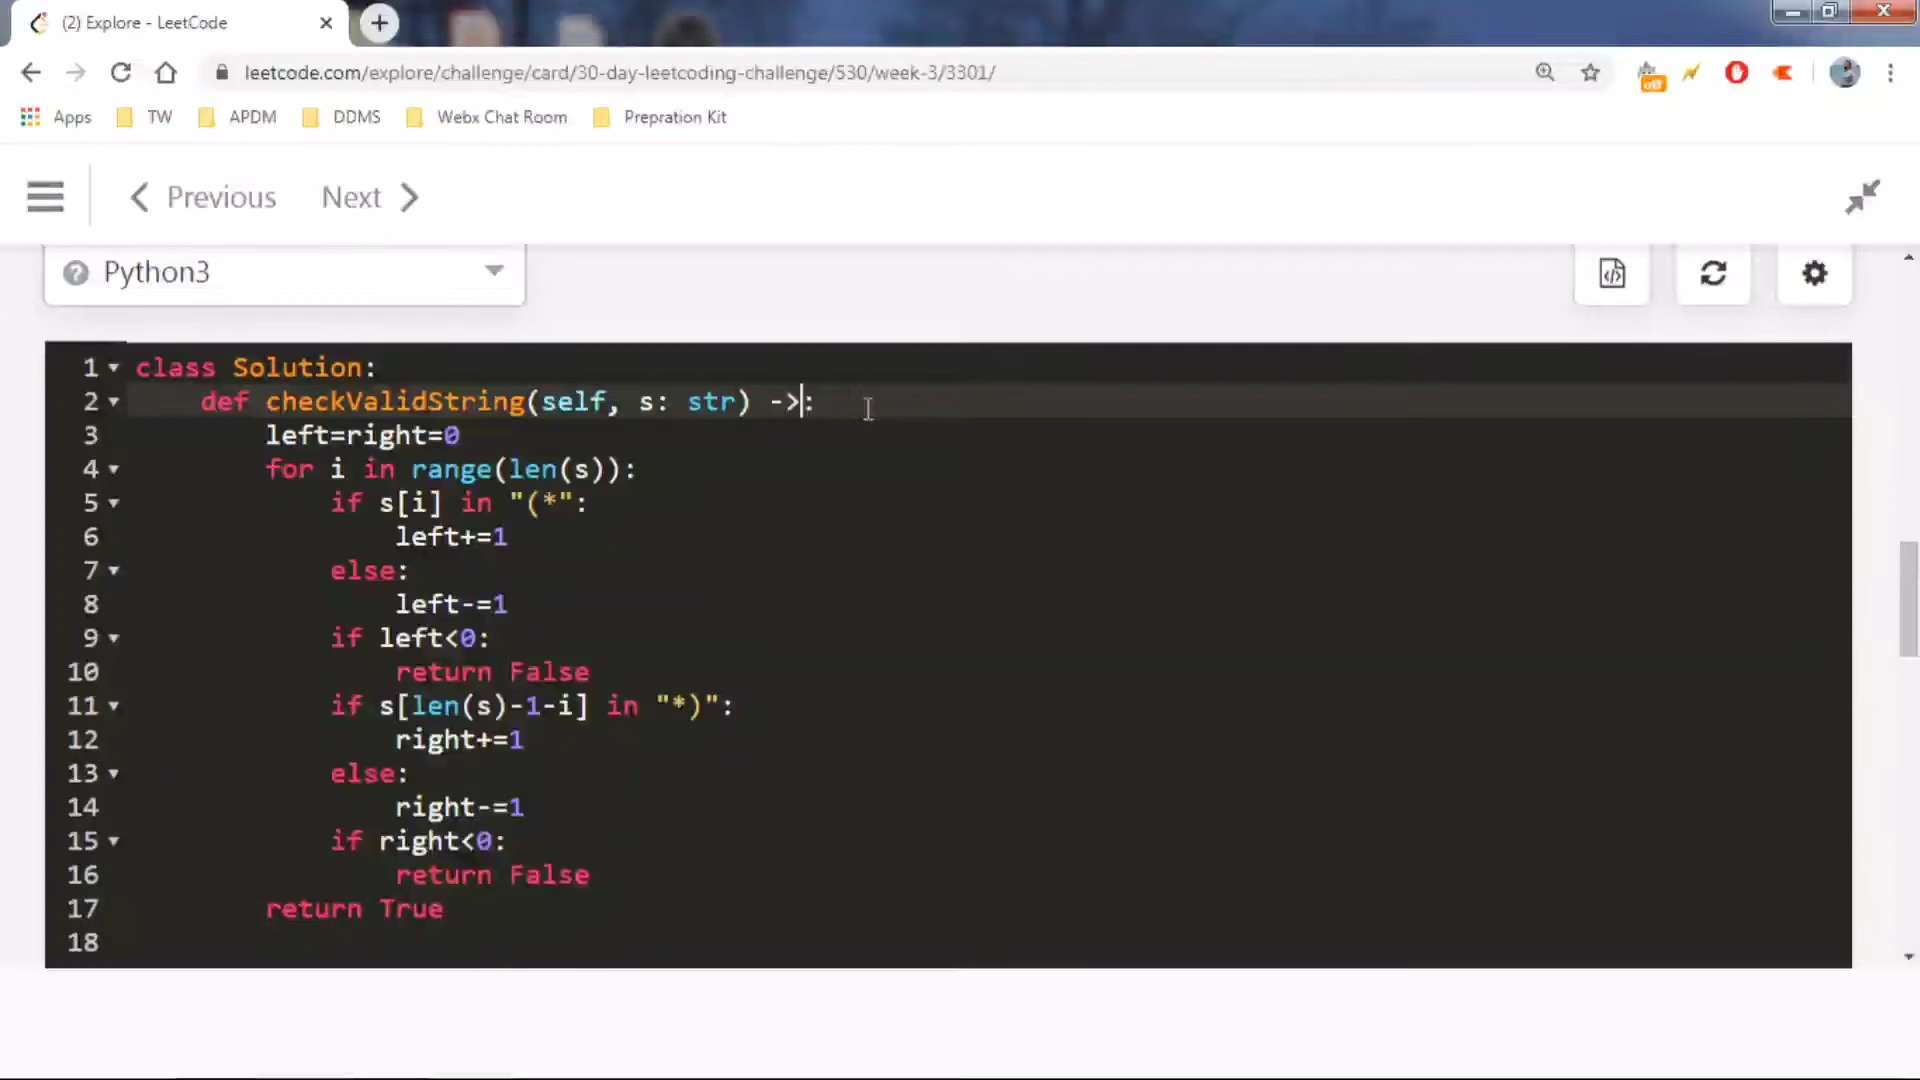 (2) Explore - LeetCode
leetcode.com/explore/challenge/card/30-day-leetcoding-challenge/530/week-3/3301/
off
Apps TW APDM DDMS Webx Chat Room Prepration Kit
Previous Next
? Python3
1 class Solution:
2 def checkValidString(self, s: str) ->:
3 left=right=0
4 for i in range(len(s)):
5 if s[i] in "(*":
6 left+=1
7 else:
8 left-=1
9 if left<0:
10 return False
11 if s[len(s)-1-i] in "*)":
12 right+=1
13 else:
14 right-=1
15 if right<0:
16 return False
17 return True
18